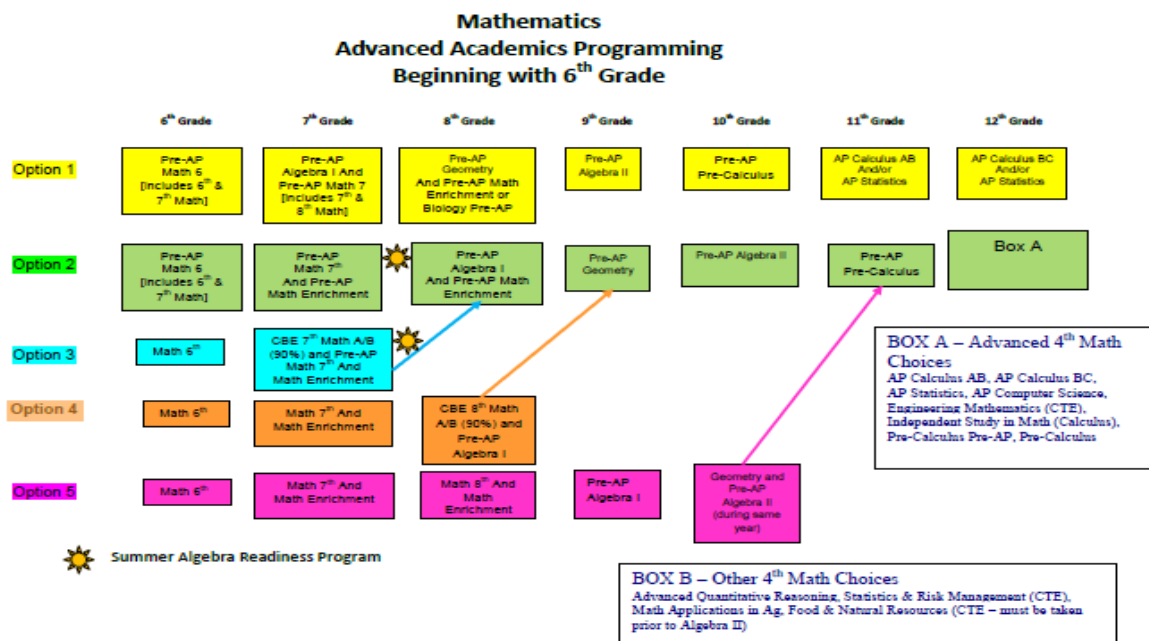 Mathematics
Advanced Academics Programming
Beginning with 6th Grade
6th Grade
7th Grade
8th Grade
9th Grade
10th Grade
11th Grade
12th Grade
Option 1
Pre-AP
Math 6
[Includes 6th &
7th Math]
Pre-AP
Algebra I And
Pre-AP Math 7
[Includes 7th &
8th Math]
Pre-AP
Geometry
And Pre-AP Math
Enrichment or
Biology Pre-AP
Pre-AP
Algebra II
Pre-AP
Pre-Calculus
AP Calculus AB
And/or
AP Statistics
AP Calculus BC
And/or
AP Statistics
Option 2
Pre-AP
Math 6
[Includes 6th &
7th Math]
Pre-AP
Math 7th
And Pre-AP
Math Enrichment
Pre-AP
Algebra I
And Pre-AP Math
Enrichment
Pre-AP
Geometry
Pre-AP Algebra II
Pre-AP
Pre-Calculus
Box A
Option 3
Math 6th
CBE 7th Math A/B
(90%) and Pre-AP
Math 7th And
Math Enrichment
Option 4
Math 6th
Math 7th And
Math Enrichment
CBE 8th Math
A/B (90%) and
Pre-AP
Algebra I
Option 5
Math 6th
Math 7th And
Math Enrichment
Math 8th And
Math
Enrichment
Pre-AP
Algebra I
Geometry and
Pre-AP
Algebra II
(during same
year)
BOX A – Advanced 4th Math
Choices
AP Calculus AB, AP Calculus BC,
AP Statistics, AP Computer Science,
Engineering Mathematics (CTE),
Independent Study in Math (Calculus),
Pre-Calculus Pre-AP, Pre-Calculus
Summer Algebra Readiness Program
BOX B – Other 4th Math Choices
Advanced Quantitative Reasoning, Statistics & Risk Management (CTE),
Math Applications in Ag, Food & Natural Resources (CTE – must be taken
prior to Algebra II)